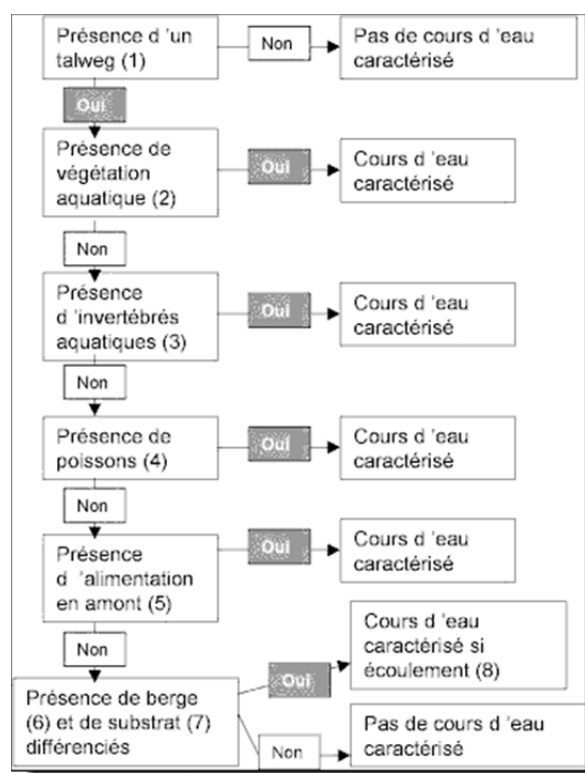 Présence d 'un
talweg (1)
Non
Pas de cours d 'eau
caractérisé
Oui
Présence de
végétation
aquatique (2)
Oui
Cours d 'eau
caractérisé
Non
Présence
d 'invertébrés
aquatiques (3)
Oui
Cours d 'eau
caractérisé
Non
Présence de
poissons (4)
Oui
Cours d 'eau
caractérisé
Non
Présence
d 'alimentation
en amont (5)
Oui
Cours d 'eau
caractérisé
Non
Présence de berge
(6) et de substrat (7)
différenciés
Oui
Cours d 'eau
caractérisé si
écoulement (8)
Non
Pas de cours d 'eau
caractérisé